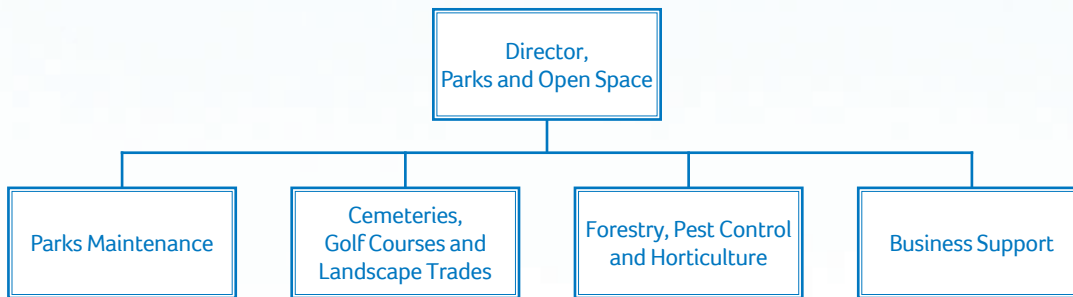 Director,
Parks and Open Space
Parks Maintenance
Cemeteries,
Golf Courses and
Landscape Trades
Forestry, Pest Control
and Horticulture
Business Support